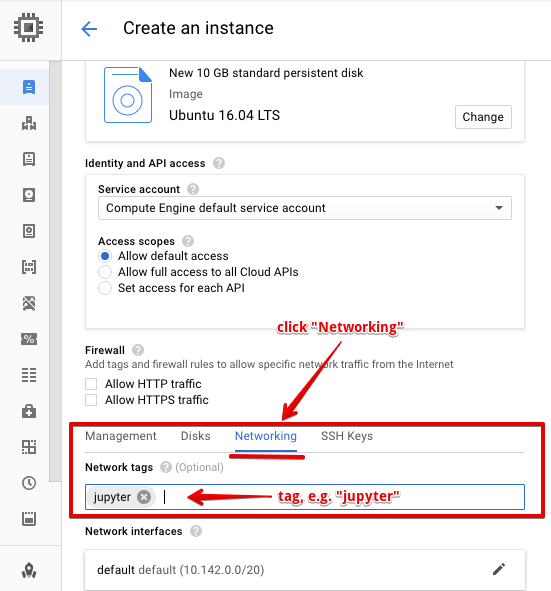 Create an instance
New 10 GB standard persistent disk
Image
Ubuntu 16.04 LTS
Change
Identity and API access ?
Service account ?
Compute Engine default service account
Access scopes ?
Allow default access
Allow full access to all Cloud APIs
Set access for each API
click "Networking"
Firewall ?
Add tags and firewall rules to allow specific network traffic from the Internet
Allow HTTP traffic
Allow HTTPS traffic
Management Disks Networking SSH Keys
Network tags ? (Optional)
jupyter
tag, e.g. "jupyter"
Network interfaces ?
default default (10.142.0.0/20)